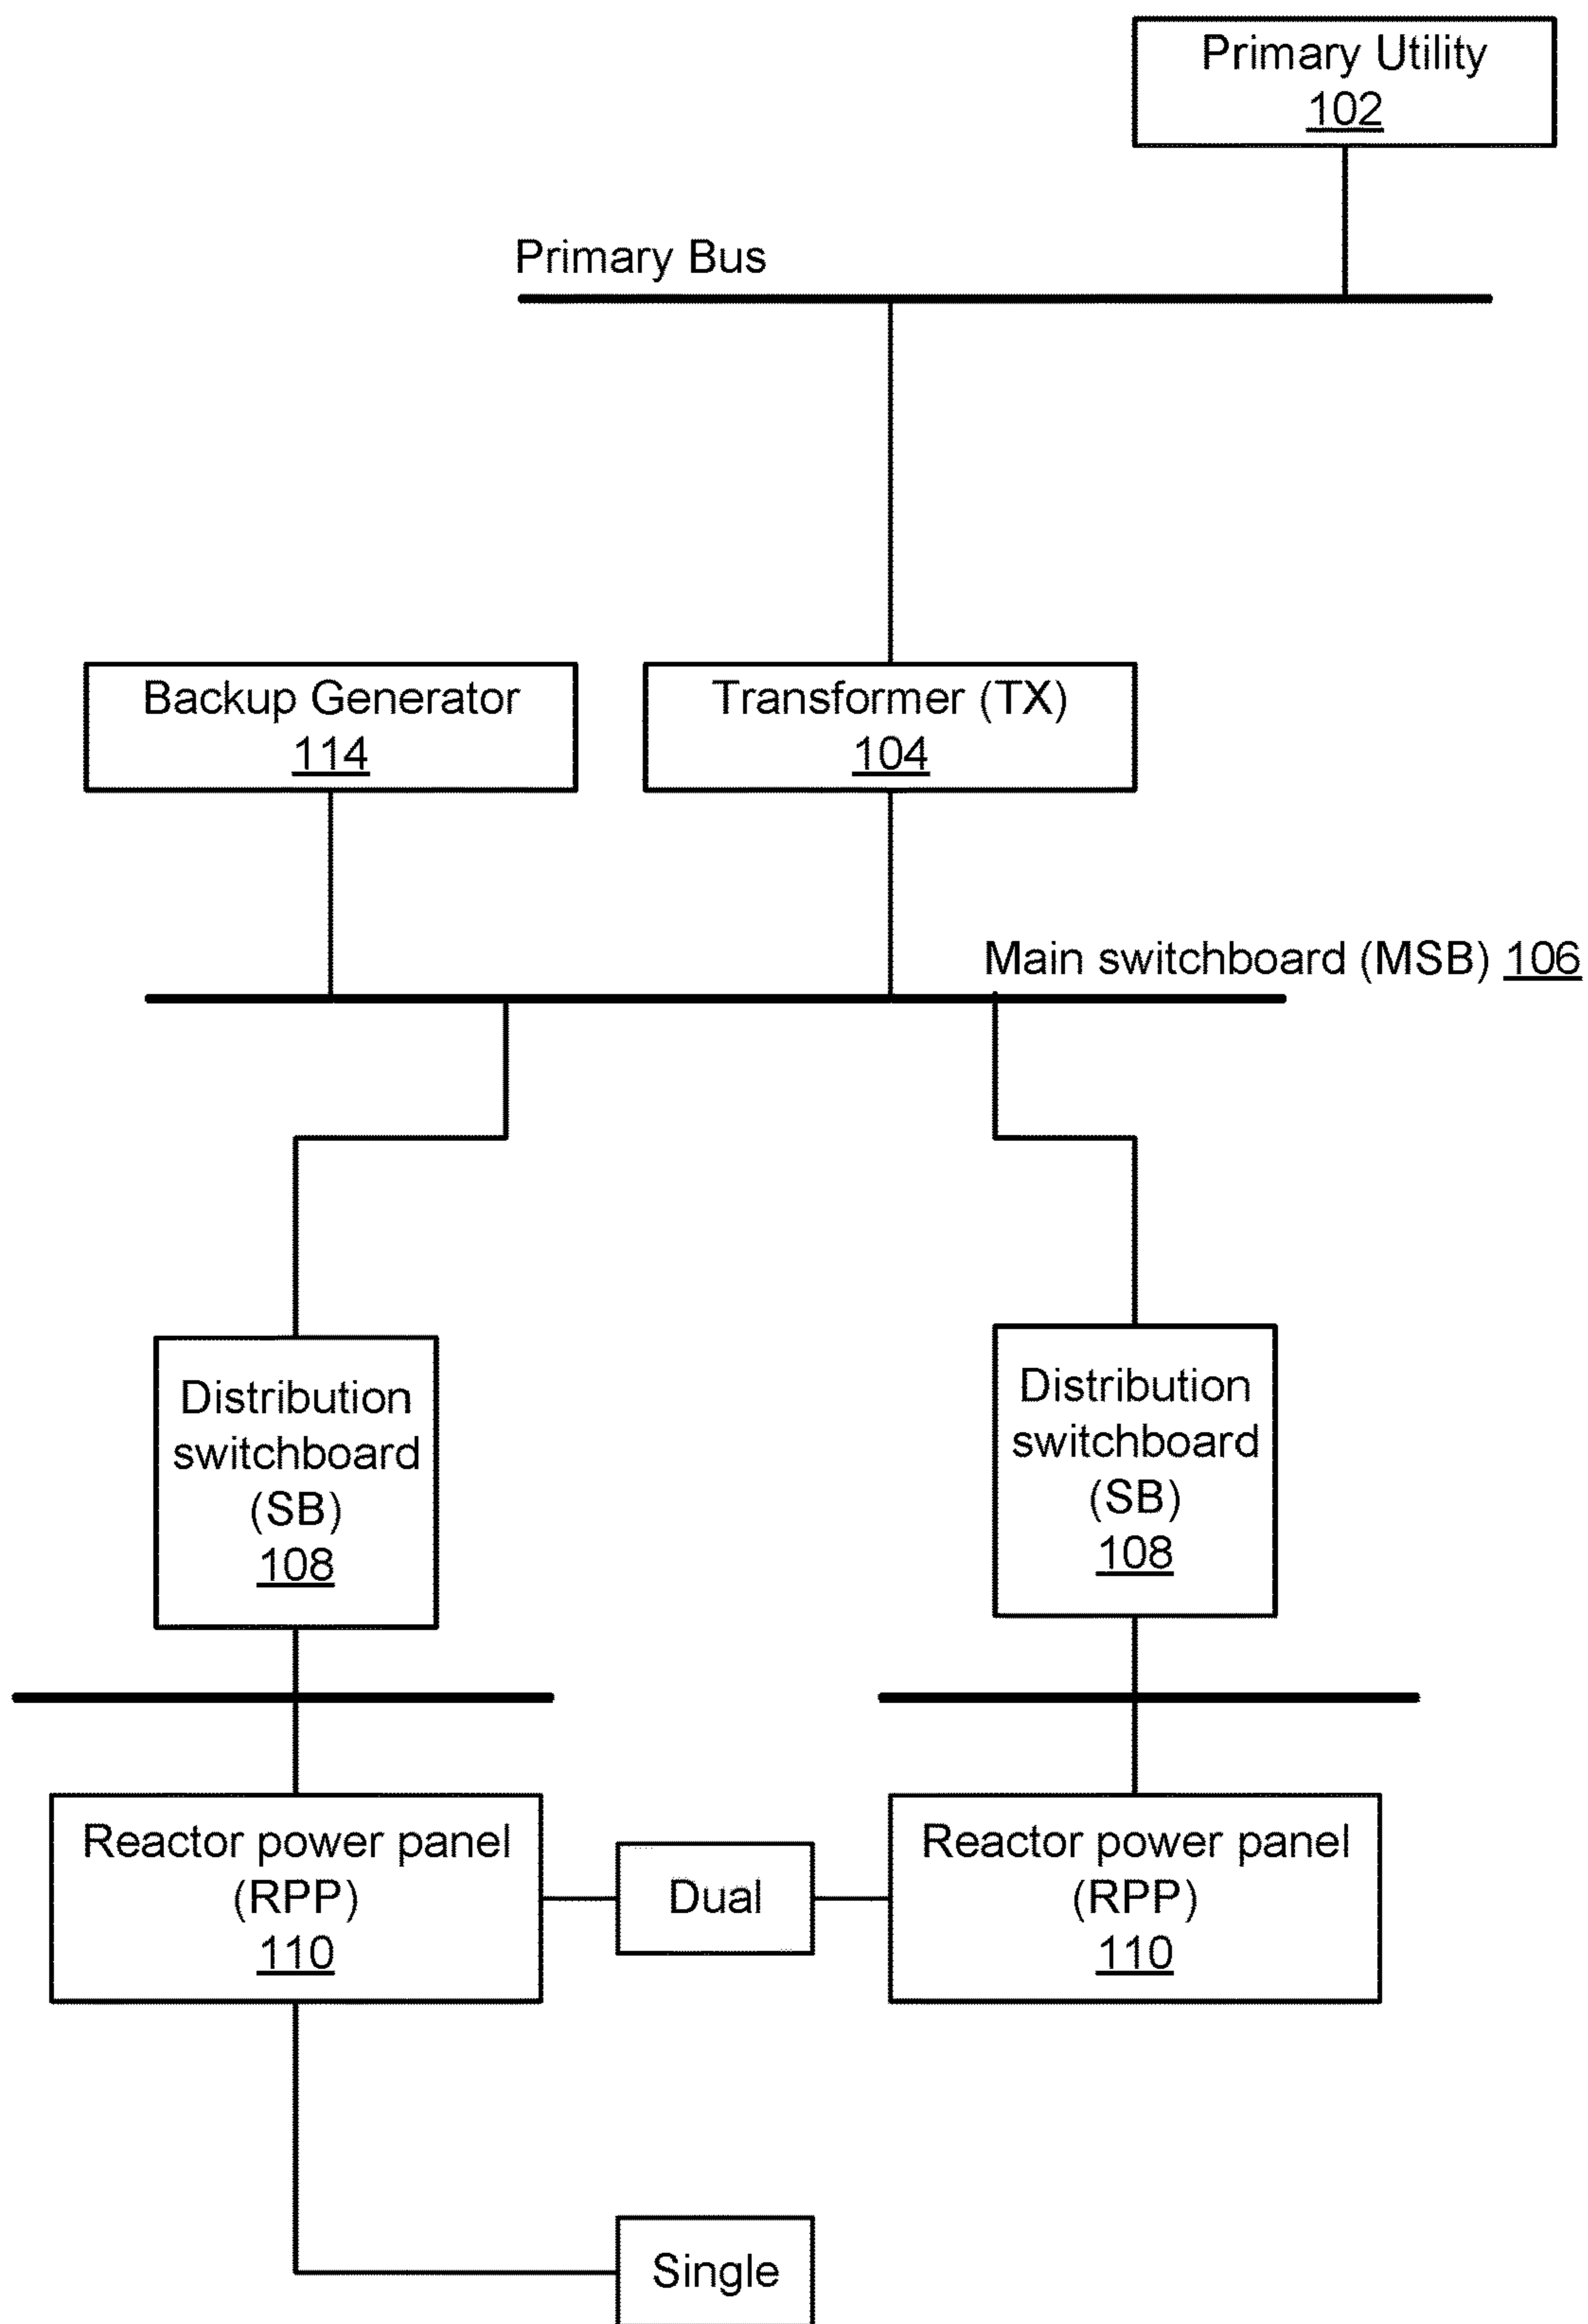 Primary Utility
102
Primary Bus
Backup Generator
114
Transformer (TX)
104
Main switchboard (MSB) 106
Distribution
switchboard
(SB)
108
Distribution
switchboard
(SB)
108
Reactor power panel
(RPP)
110
Dual
Reactor power panel
(RPP)
110
Single